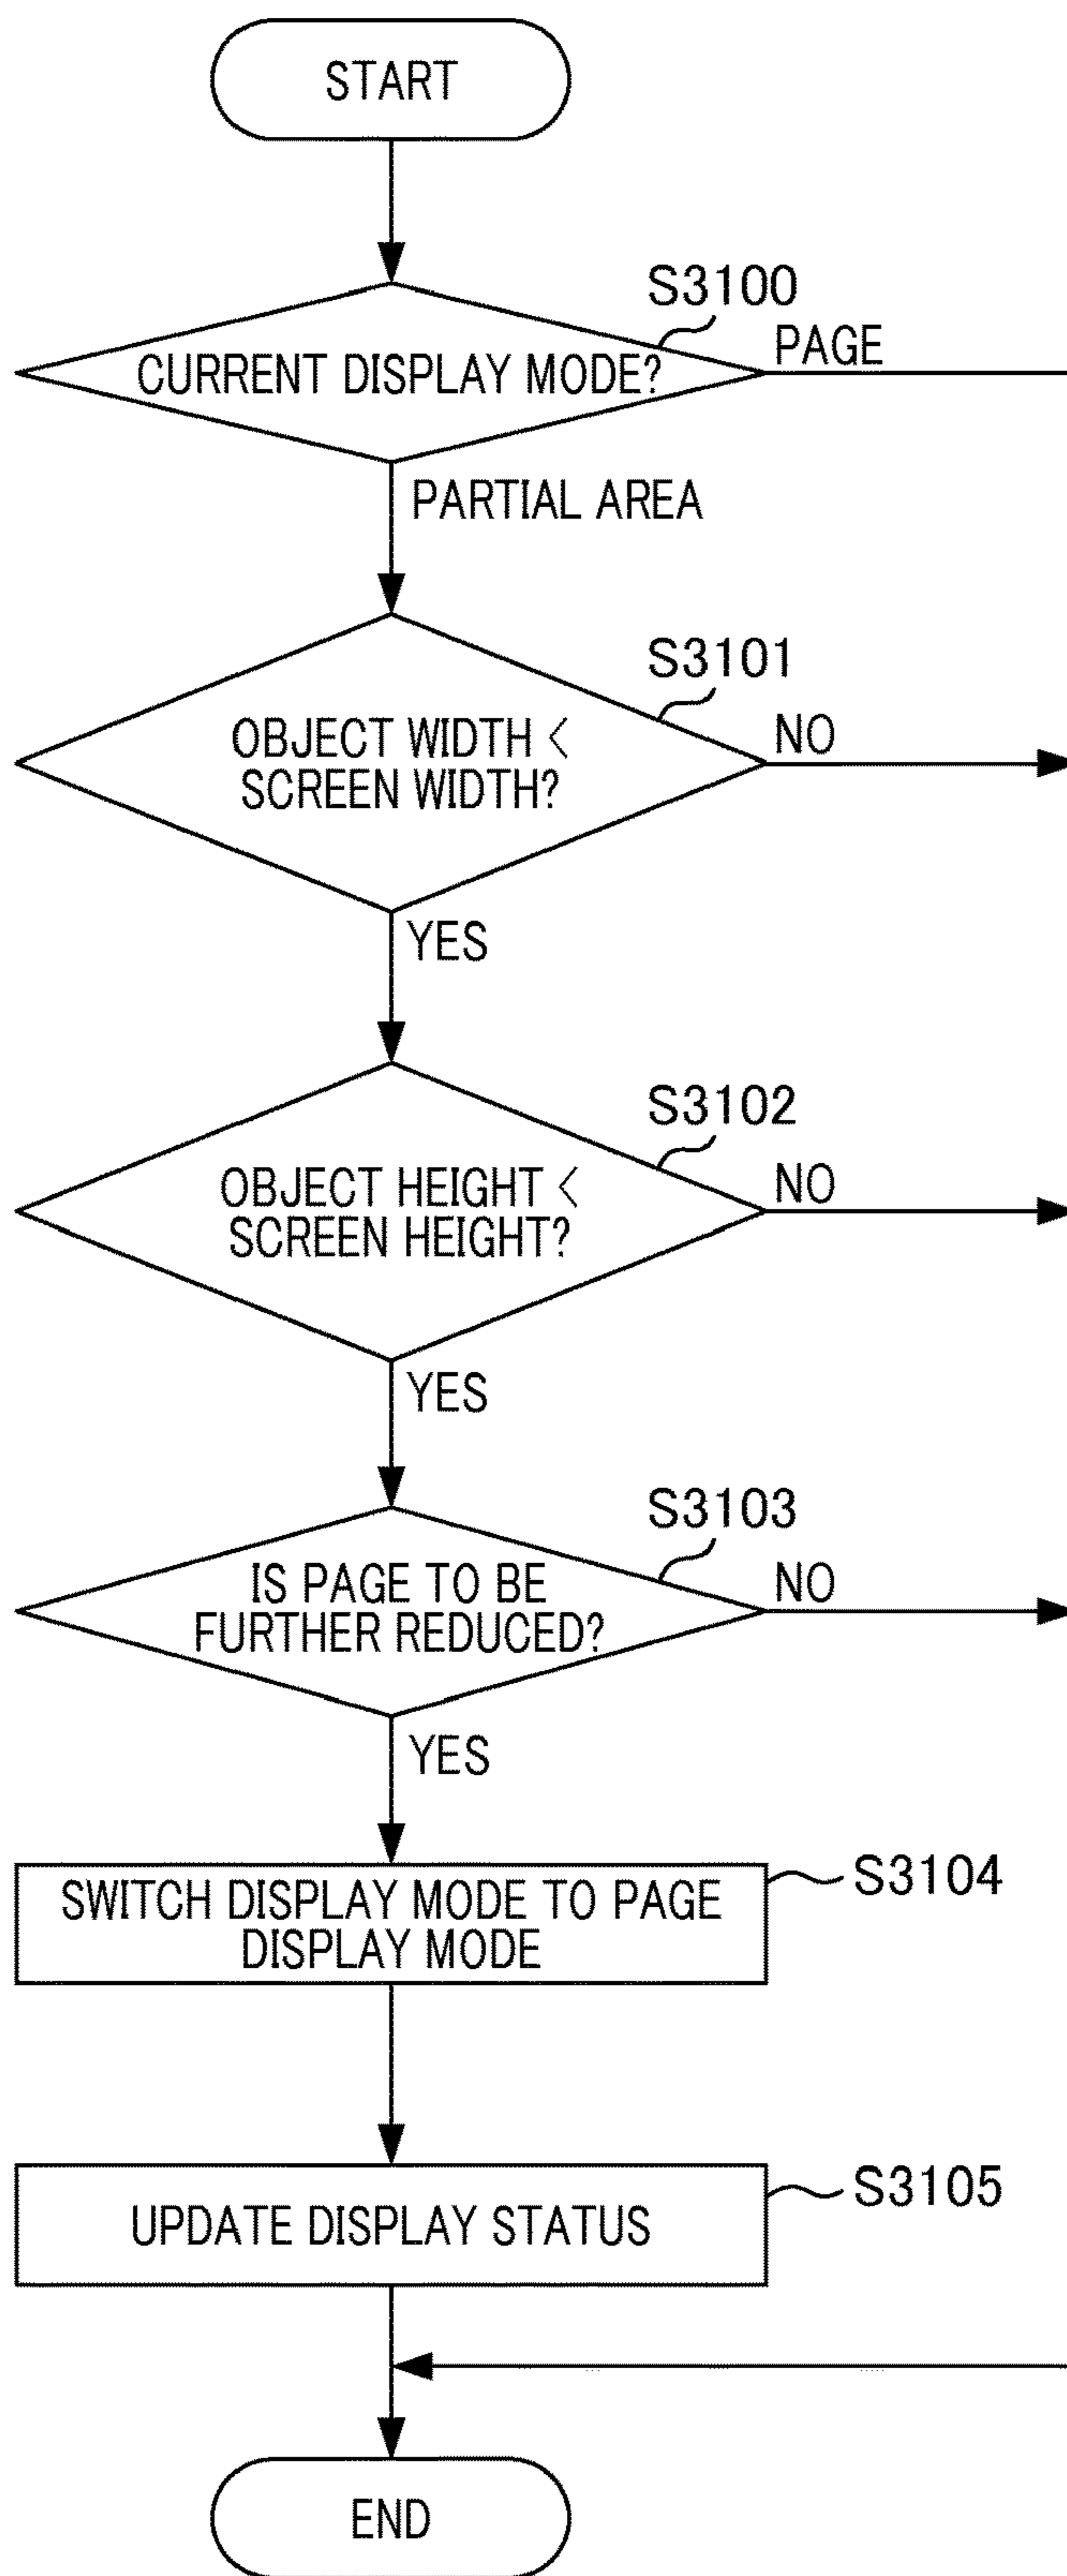 START
S3100
CURRENT DISPLAY MODE?
PAGE
PARTIAL AREA
S3101
OBJECT WIDTH <
SCREEN WIDTH?
NO
YES
S3102
OBJECT HEIGHT <
SCREEN HEIGHT?
NO
YES
S3103
IS PAGE TO BE
FURTHER REDUCED?
NO
YES
S3104
SWITCH DISPLAY MODE TO PAGE
DISPLAY MODE
S3105
UPDATE DISPLAY STATUS
END